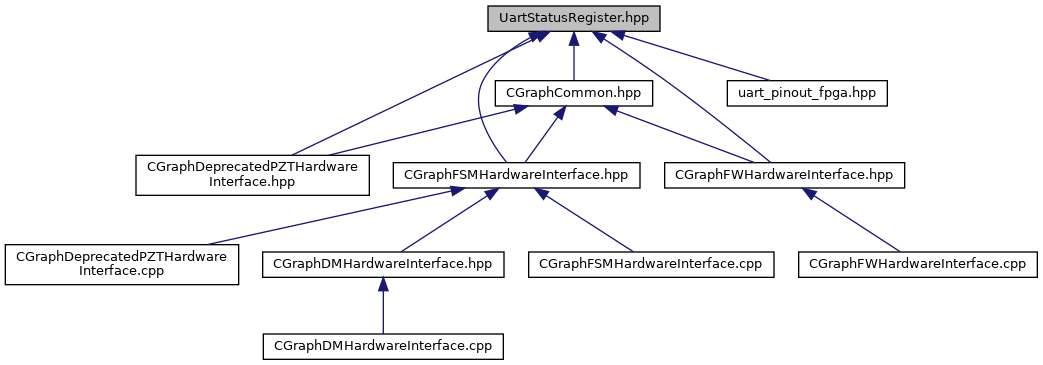 UartStatusRegister.hpp
CGraphCommon.hpp
uart_pinout_fpga.hpp
CGraphDeprecatedPZTHardware
Interface.hpp
CGraphFSMHardwareInterface.hpp
CGraphFWHardwareInterface.hpp
CGraphDeprecatedPZTHardware
Interface.cpp
CGraphDMHardwareInterface.hpp
CGraphFSMHardwareInterface.cpp
CGraphFWHardwareInterface.cpp
CGraphDMHardwareInterface.cpp